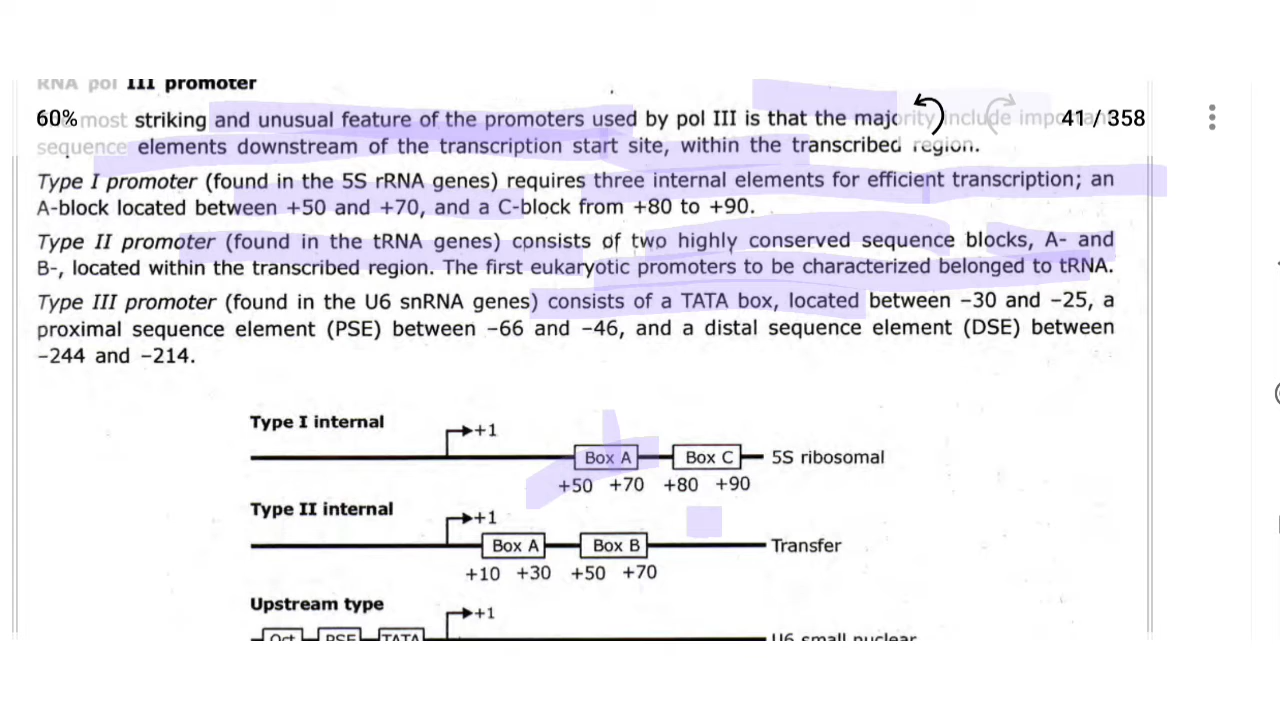 RNA pol III promoter
60% most striking and unusual feature of the promoters used by pol III is that the majority include important 41 / 358
sequence elements downstream of the transcription start site, within the transcribed region.
Type I promoter (found in the 5S rRNA genes) requires three internal elements for efficient transcription; an
A-block located between +50 and +70, and a C-block from +80 to +90.
Type II promoter (found in the tRNA genes) consists of two highly conserved sequence blocks, A- and
B-, located within the transcribed region. The first eukaryotic promoters to be characterized belonged to tRNA.
Type III promoter (found in the U6 snRNA genes) consists of a TATA box, located between −30 and −25, a
proximal sequence element (PSE) between −66 and −46, and a distal sequence element (DSE) between
−244 and −214.
Type I internal
+1
Box A Box C 5S ribosomal
+50 +70 +80 +90
Type II internal
+1
Box A Box B Transfer
+10 +30 +50 +70
Upstream type
+1
Oct PSE TATA U6 small nuclear